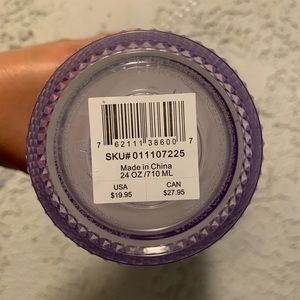 7 62111 38600 7
SKU# 011107225
Made in China
24 OZ /710 ML
USA CAN
$19.95 $27.95